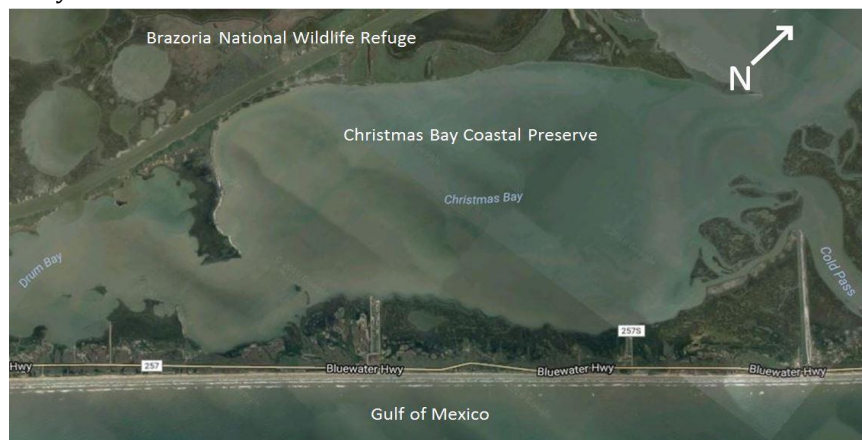 Brazoria National Wildlife Refuge
N
Christmas Bay Coastal Preserve
Christmas Bay
Drum Bay
Cold Pass
257S
Hwy
257
Bluewater Hwy
Bluewater Hwy
Bluewater Hwy
Gulf of Mexico